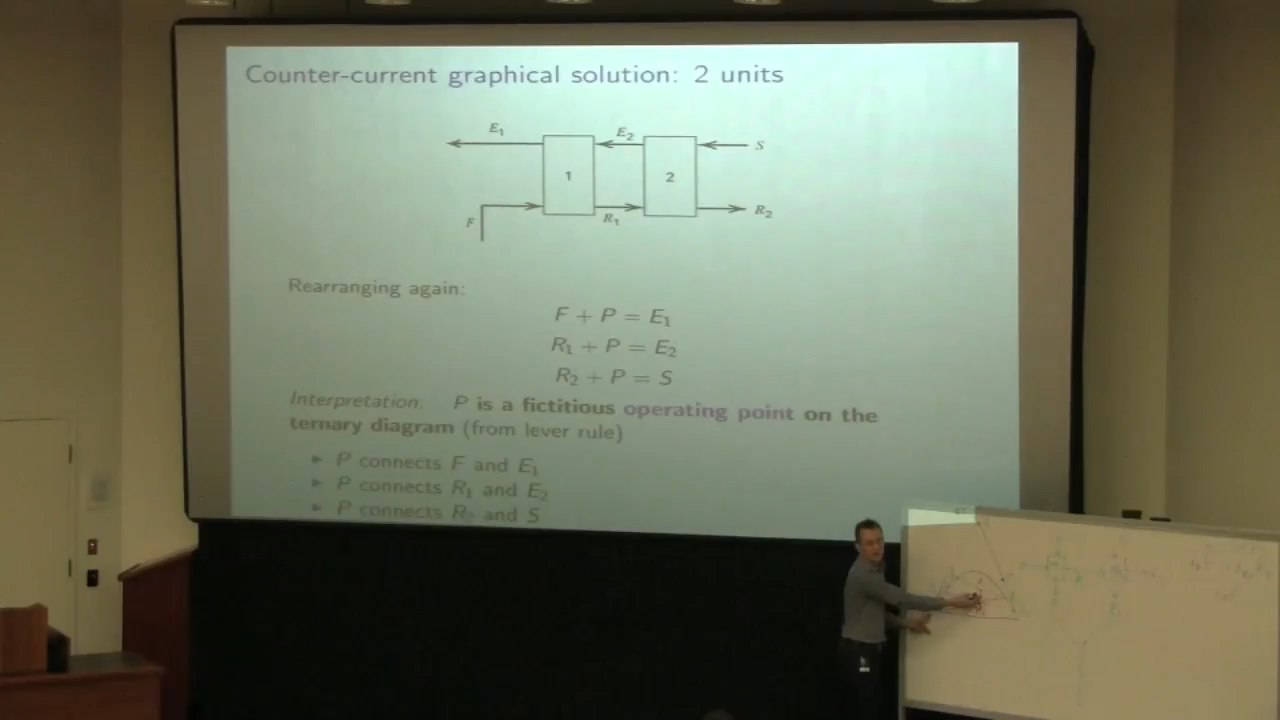 Counter-current graphical solution: 2 units
E1 E2 S
1 2
F R1 R2
Rearranging again:
F + P = E1
R1 + P = E2
R2 + P = S
Interpretation: P is a fictitious operating point on the
ternary diagram (from lever rule)
► P connects F and E1
► P connects R1 and E2
► P connects R2 and S